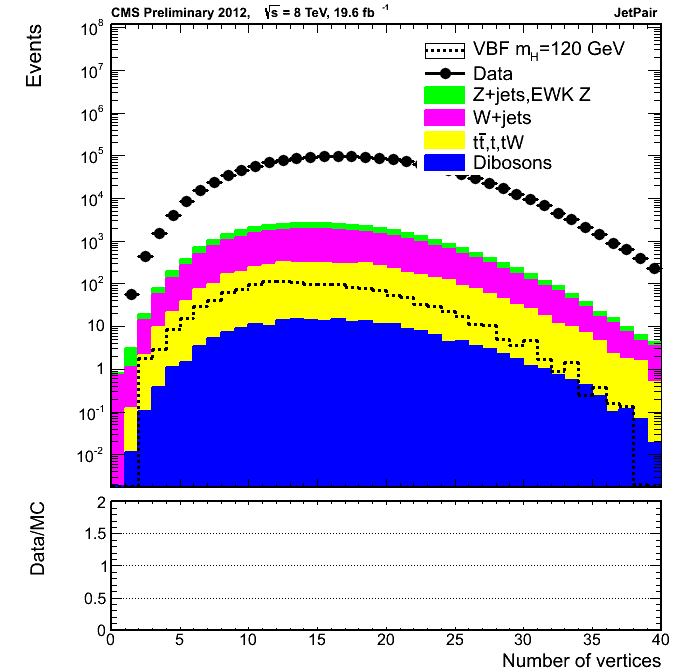 CMS Preliminary 2012, √s = 8 TeV, 19.6 fb⁻¹ JetPair
Events
10⁸
10⁷
10⁶
10⁵
10⁴
10³
10²
10
1
10⁻¹
10⁻²
VBF m_H=120 GeV
Data
Z+jets,EWK Z
W+jets
tt̄,t,tW
Dibosons
Data/MC
2
1.5
1
0.5
0
0 5 10 15 20 25 30 35 40
Number of vertices